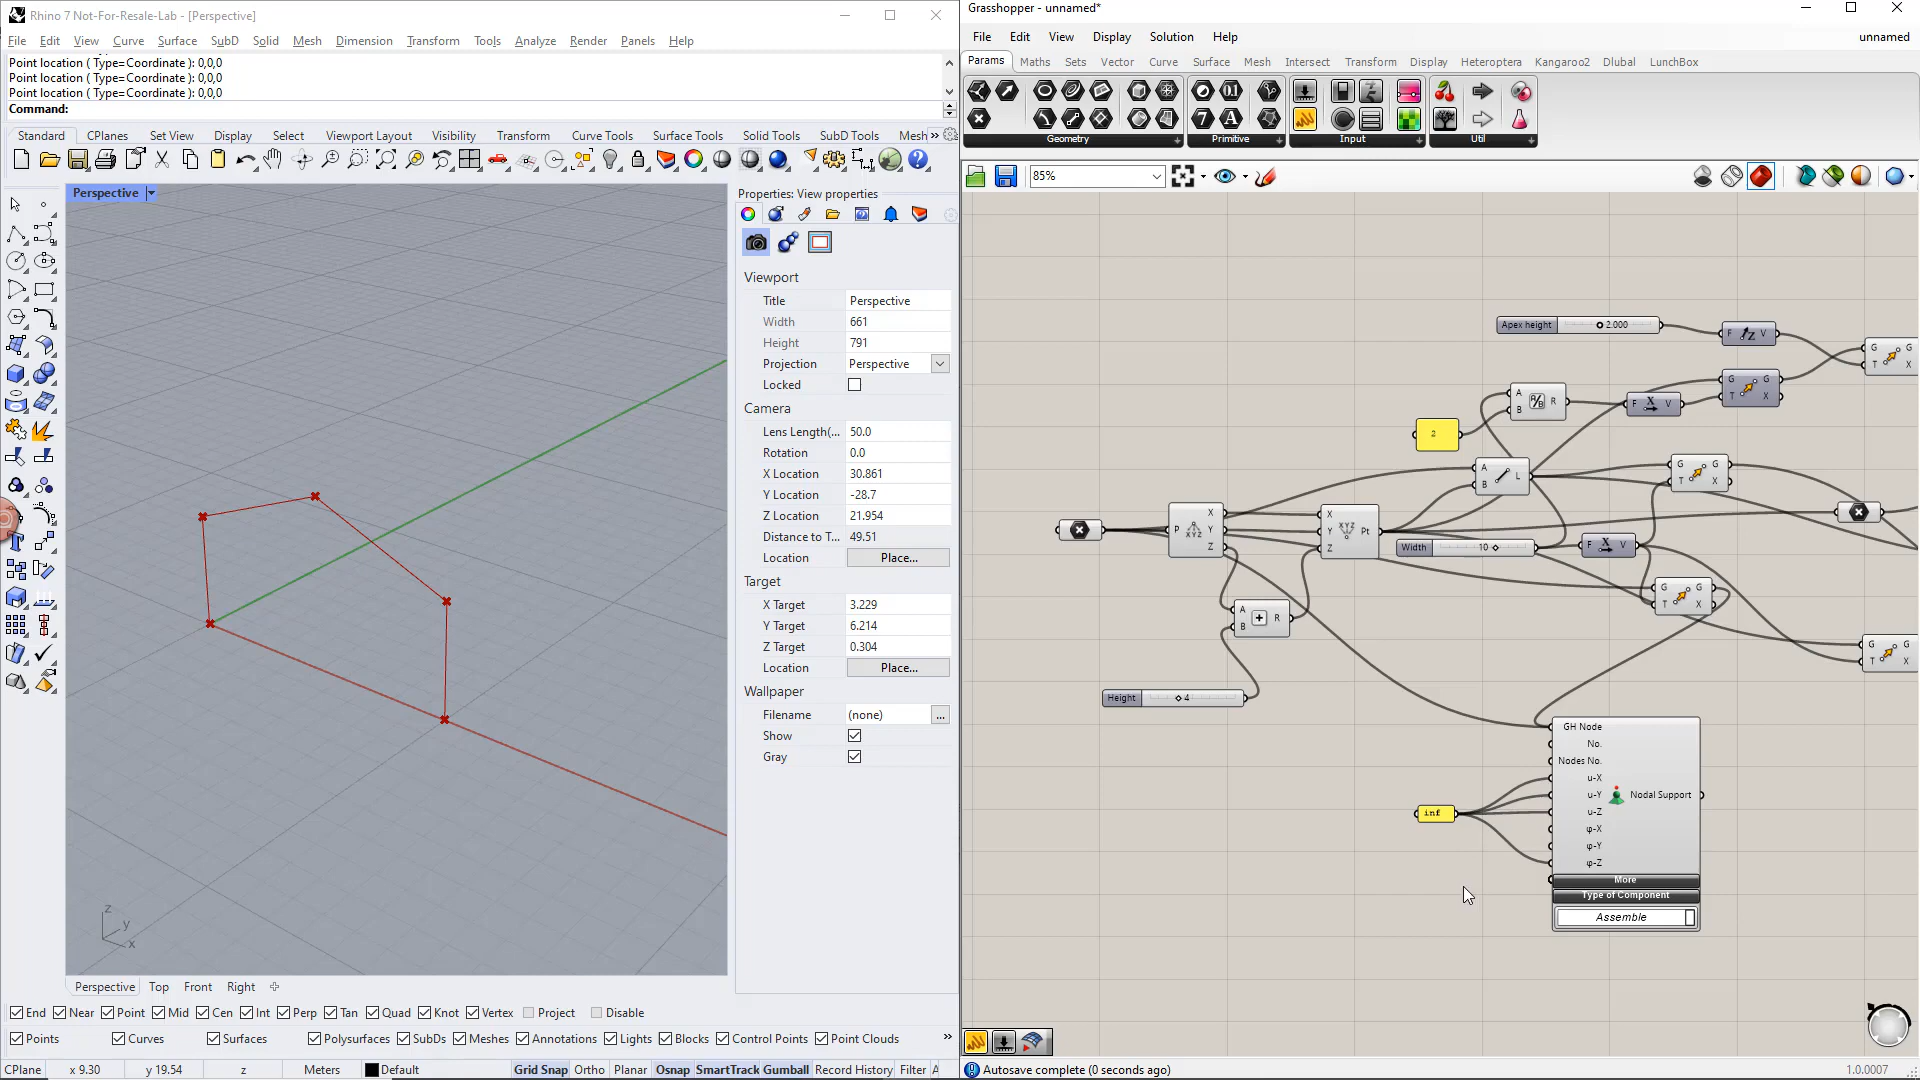 Rhino 7 Not-For-Resale-Lab - [Perspective]
File Edit View Curve Surface SubD Solid Mesh Dimension Transform Tools Analyze Render Panels Help
Point location ( Type=Coordinate ): 0,0,0
Point location ( Type=Coordinate ): 0,0,0
Point location ( Type=Coordinate ): 0,0,0
Command:
Standard CPlanes Set View Display Select Viewport Layout Visibility Transform Curve Tools Surface Tools Solid Tools SubD Tools Mesh »
Perspective
z
y
x
Perspective Top Front Right
Properties: View properties
Viewport
Title Perspective
Width 661
Height 791
Projection Perspective
Locked
Camera
Lens Length(... 50.0
Rotation 0.0
X Location 30.861
Y Location -28.7
Z Location 21.954
Distance to T... 49.51
Location Place...
Target
X Target 3.229
Y Target 6.214
Z Target 0.304
Location Place...
Wallpaper
Filename (none) ...
Show
Gray
End Near Point Mid Cen Int Perp Tan Quad Knot Vertex Project Disable
Points Curves Surfaces Polysurfaces SubDs Meshes Annotations Lights Blocks Control Points Point Clouds »
CPlane x 9.30 y 19.54 z Meters Default Grid Snap Ortho Planar Osnap SmartTrack Gumball Record History Filter A
Grasshopper - unnamed*
File Edit View Display Solution Help unnamed
Params Maths Sets Vector Curve Surface Mesh Intersect Transform Display Heteroptera Kangaroo2 Dlubal LunchBox
Geometry Primitive Input Util
85%
Apex height 2.000
F Z V
G G
T X
A A/B R
B
F X V
G G
T X
2
A L
B
G G
T X
X
P XYZ Y
Z
X
Y XYZ Pt
Z
Width 10
F X V
G G
T X
A + R
B
G G
T X
Height 4
GH Node
No.
Nodes No.
u-X
u-Y Nodal Support
u-Z
φ-X
φ-Y
φ-Z
More
Type of Component
Assemble
inf
Autosave complete (0 seconds ago) 1.0.0007